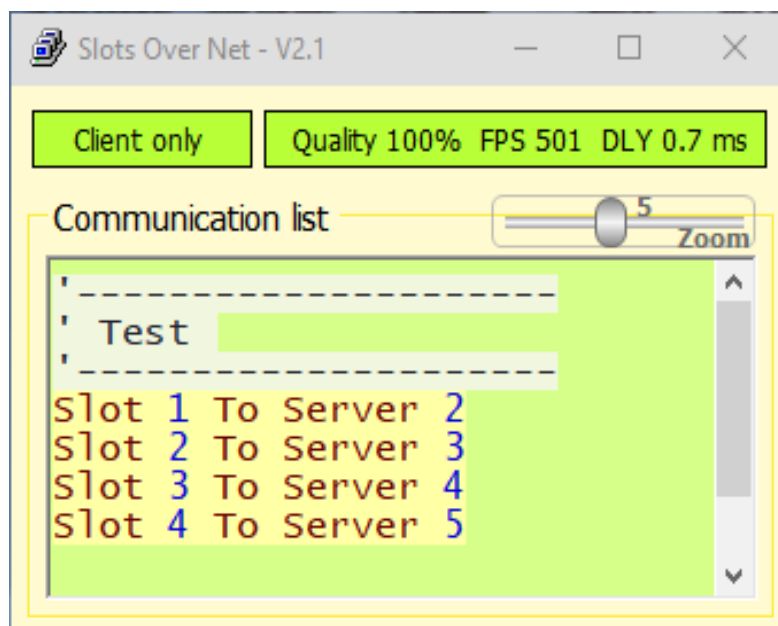 Slots Over Net - V2.1
Client only
Quality 100% FPS 501 DLY 0.7 ms
Communication list
5
Zoom
'---------------------
' Test
'---------------------
Slot 1 To Server 2
Slot 2 To Server 3
Slot 3 To Server 4
Slot 4 To Server 5